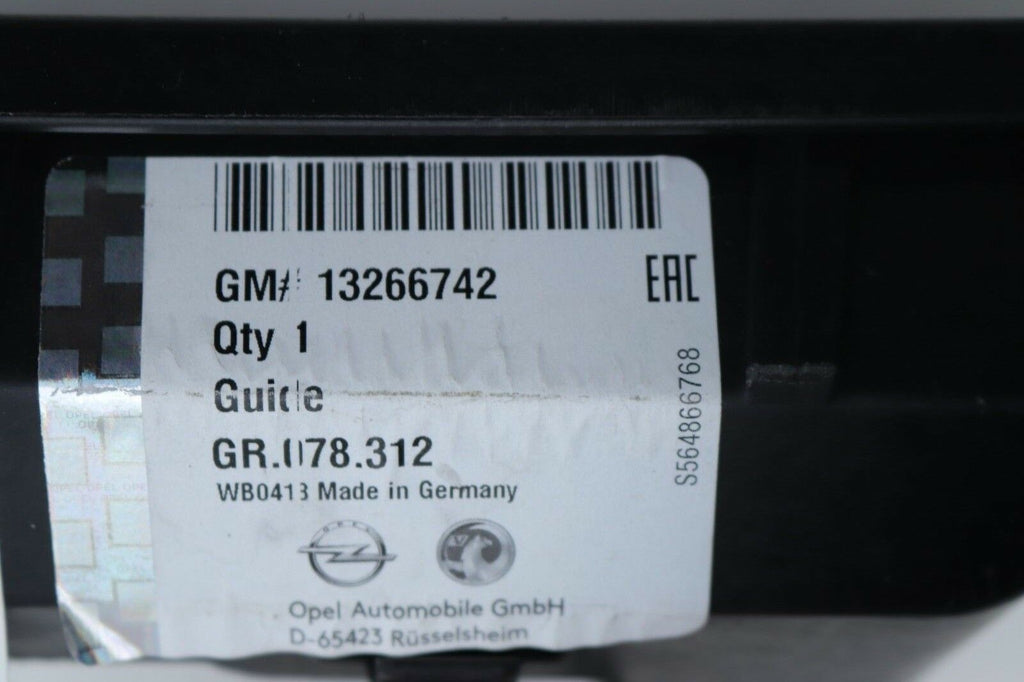 GM# 13266742
EAC
Qty 1
Guide
GR.078.312
WB0413 Made in Germany
S564866768
OPEL
Opel Automobile GmbH
D-65423 Rüsselsheim